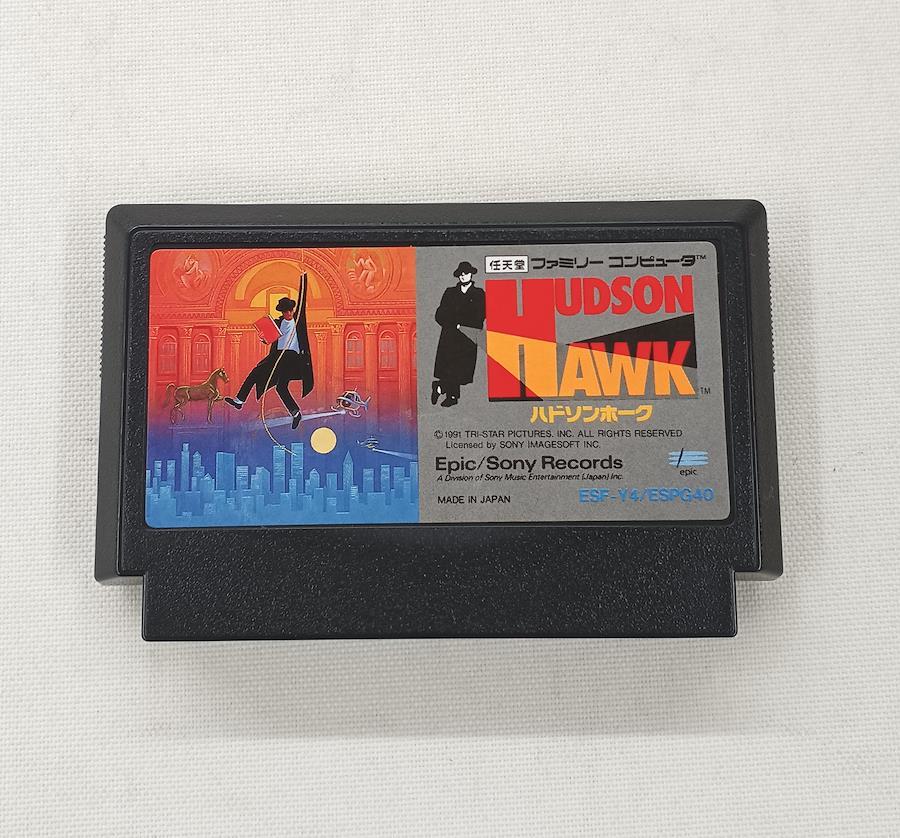 任天堂 ファミリー コンピュータ™
HUDSON
HAWK™
ハドソンホーク
©1991 TRI-STAR PICTURES. INC. ALL RIGHTS RESERVED
Licensed by SONY IMAGESOFT INC.
Epic/Sony Records
A Division of Sony Music Entertainment (Japan) Inc.
epic
MADE IN JAPAN
ESF-Y4/ESPG40